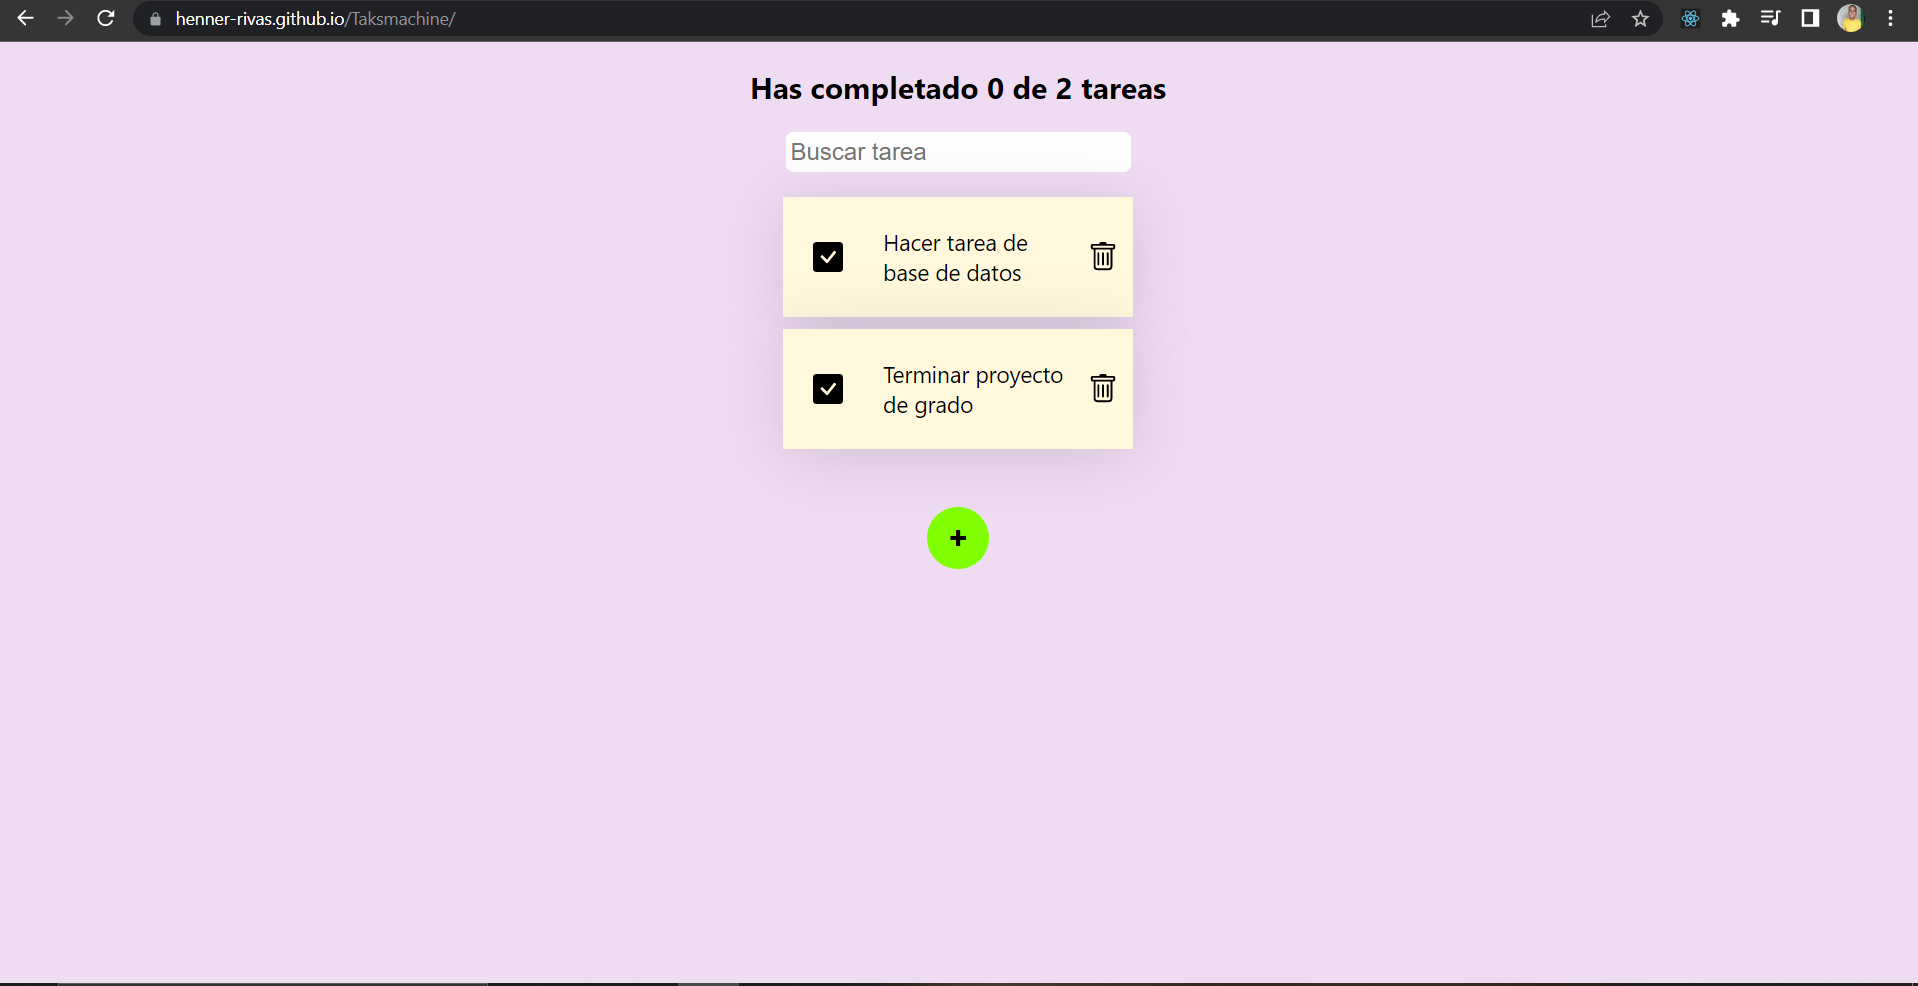 henner-rivas.github.io/Taksmachine/
Has completado 0 de 2 tareas
Buscar tarea
Hacer tarea de
base de datos
Terminar proyecto
de grado
+